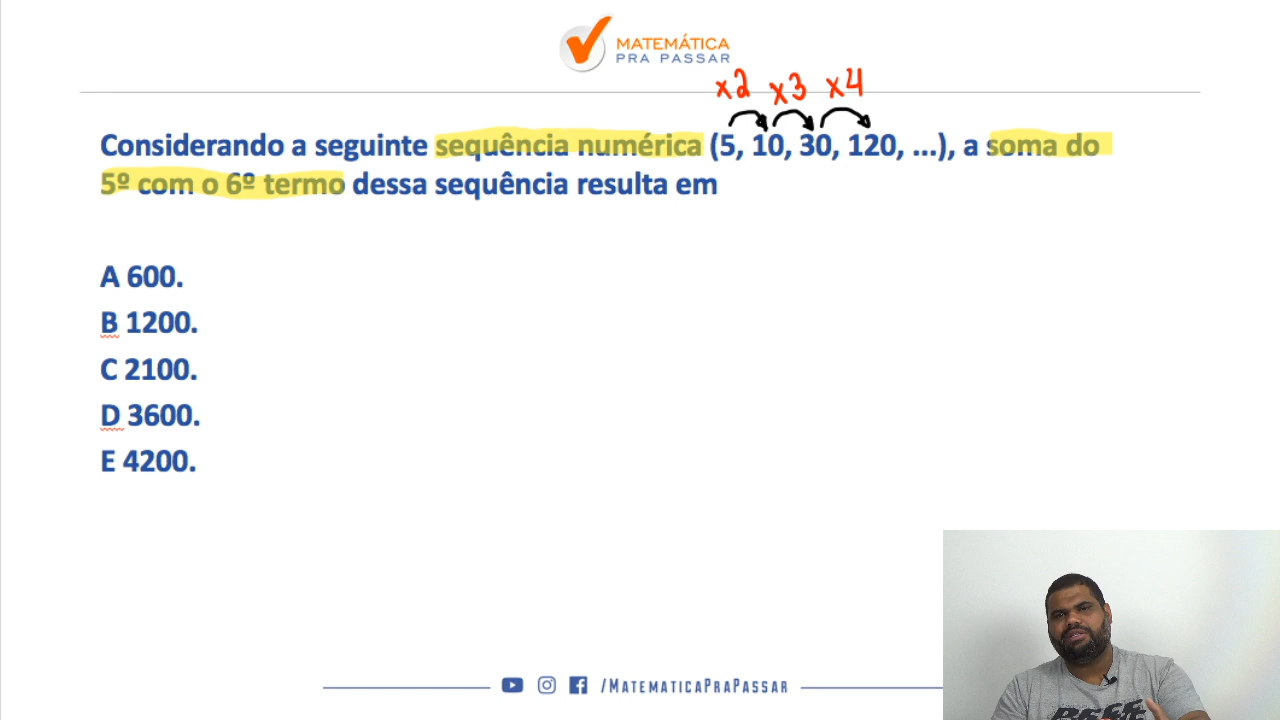 MATEMÁTICA
PRA PASSAR
x2 x3 x4
Considerando a seguinte sequência numérica (5, 10, 30, 120, ...), a soma do
5º com o 6º termo dessa sequência resulta em
A 600.
B 1200.
C 2100.
D 3600.
E 4200.
/MATEMATICAPRAPASSAR